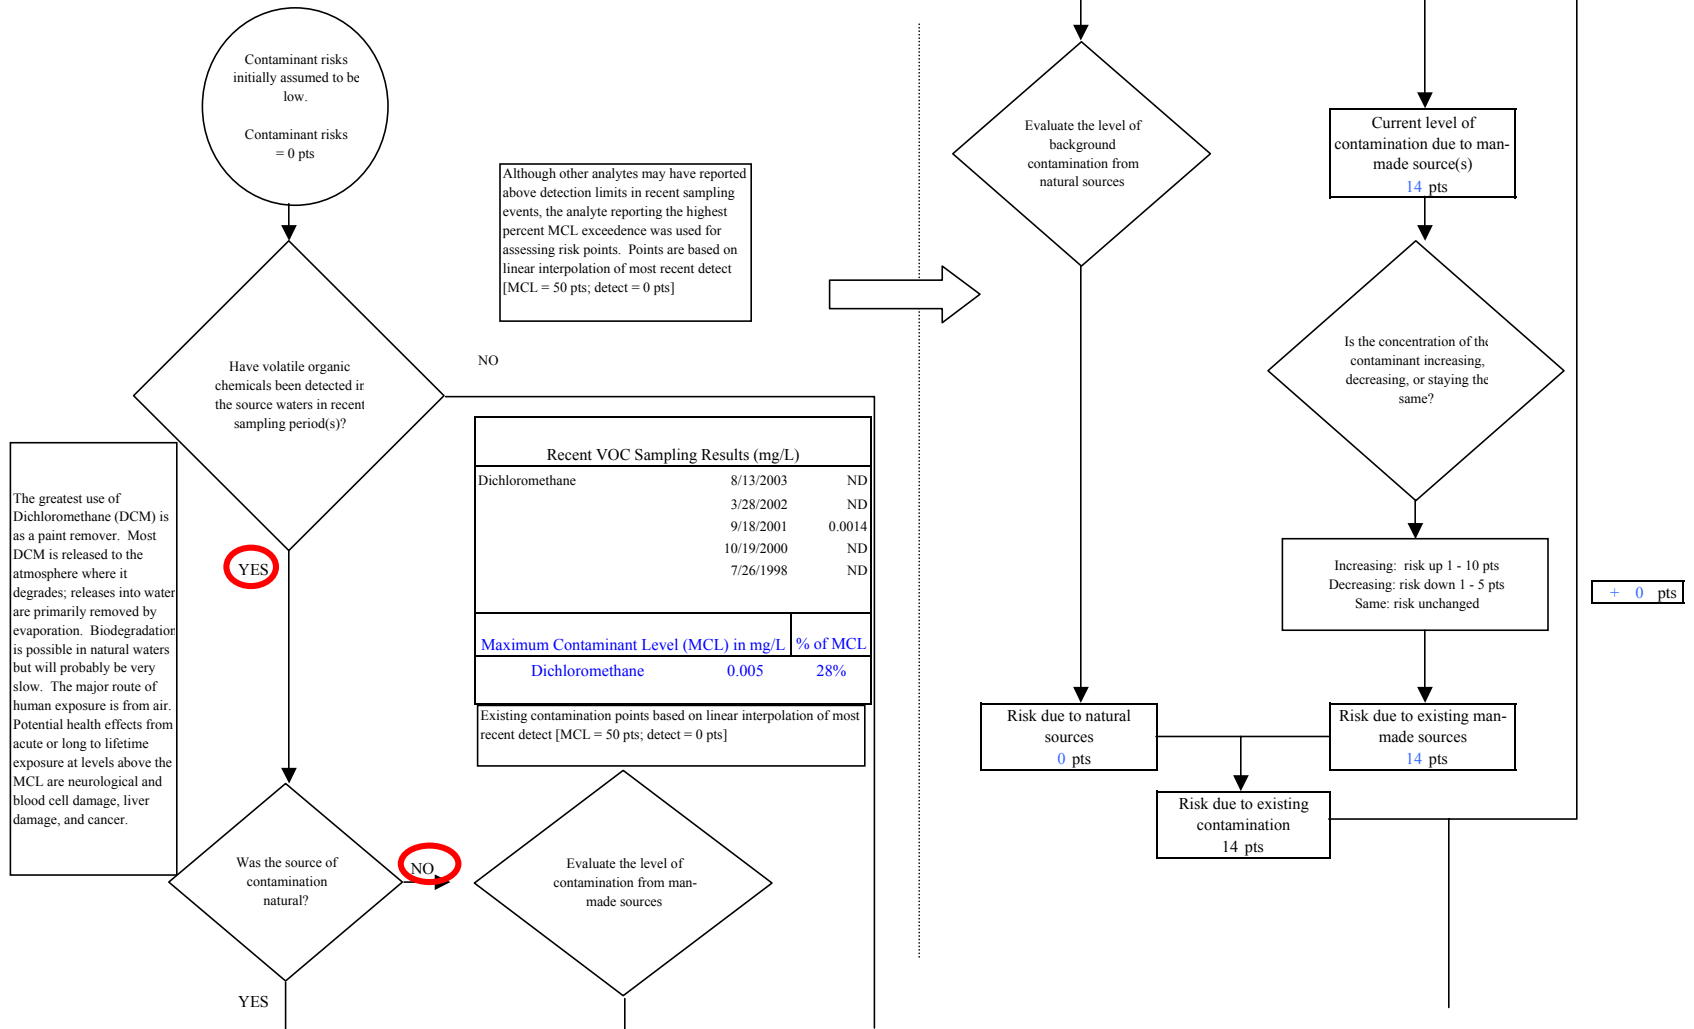 Contaminant risks
initially assumed to be
low.
Contaminant risks
= 0 pts
Although other analytes may have reported
above detection limits in recent sampling
events, the analyte reporting the highest
percent MCL exceedence was used for
assessing risk points.  Points are based on
linear interpolation of most recent detect
[MCL = 50 pts; detect = 0 pts]
Have volatile organic
chemicals been detected in
the source waters in recent
sampling period(s)?
NO
YES
The greatest use of
Dichloromethane (DCM) is
as a paint remover.  Most
DCM is released to the
atmosphere where it
degrades; releases into water
are primarily removed by
evaporation.  Biodegradation
is possible in natural waters
but will probably be very
slow.  The major route of
human exposure is from air.
Potential health effects from
acute or long to lifetime
exposure at levels above the
MCL are neurological and
blood cell damage, liver
damage, and cancer.
Recent VOC Sampling Results (mg/L)
Dichloromethane 8/13/2003 ND
3/28/2002 ND
9/18/2001 0.0014
10/19/2000 ND
7/26/1998 ND
Maximum Contaminant Level (MCL) in mg/L % of MCL
Dichloromethane 0.005 28%
Existing contamination points based on linear interpolation of most
recent detect [MCL = 50 pts; detect = 0 pts]
Was the source of
contamination
natural?
NO
YES
Evaluate the level of
contamination from man-
made sources
Evaluate the level of
background
contamination from
natural sources
Current level of
contamination due to man-
made source(s)
14 pts
Is the concentration of the
contaminant increasing,
decreasing, or staying the
same?
Increasing:  risk up 1 - 10 pts
Decreasing: risk down 1 - 5 pts
Same: risk unchanged
+ 0 pts
Risk due to natural
sources
0 pts
Risk due to existing man-
made sources
14 pts
Risk due to existing
contamination
14 pts